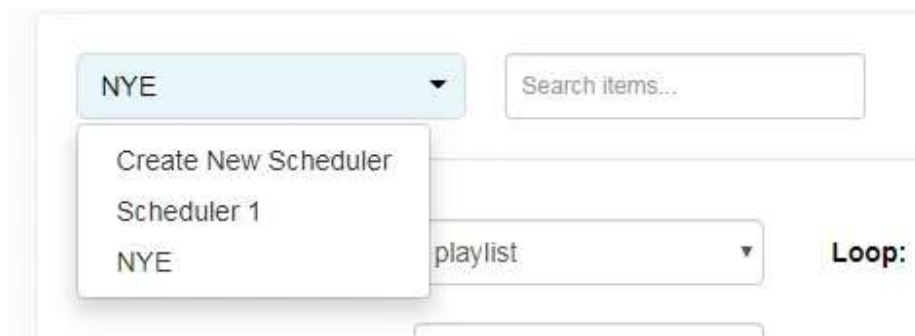 NYE
Search items...
Create New Scheduler
Scheduler 1
NYE
playlist
Loop: